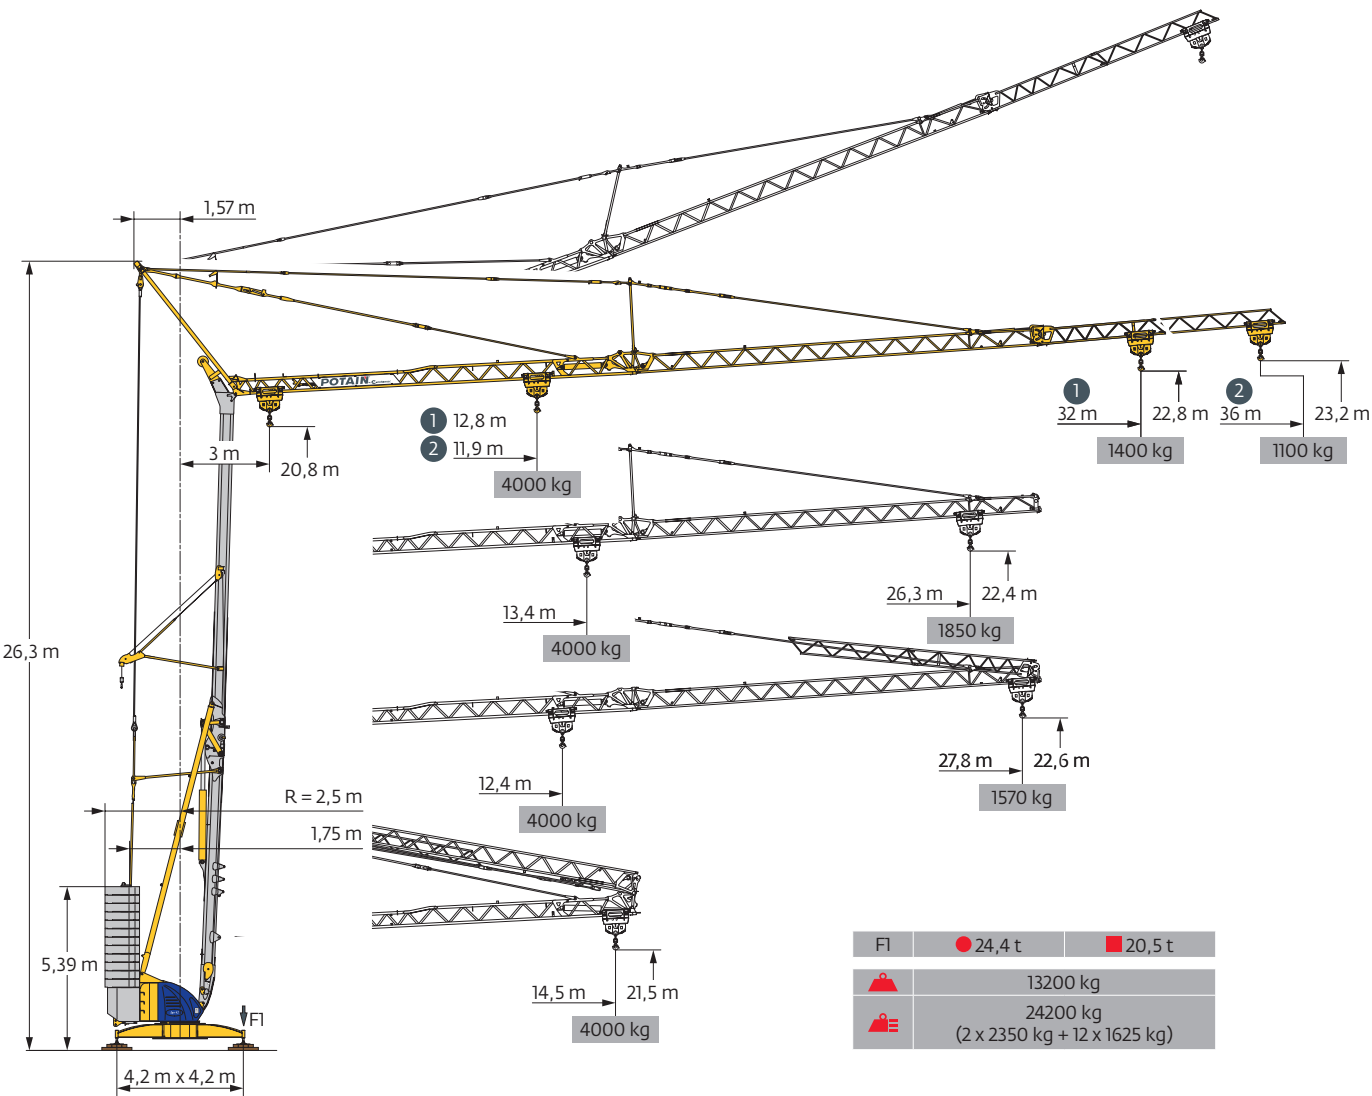 1,57 m
POTAIN
1 12,8 m
2 11,9 m
4000 kg
3 m
20,8 m
1
32 m
22,8 m
1400 kg
2
36 m
23,2 m
1100 kg
13,4 m
4000 kg
26,3 m
22,4 m
1850 kg
26,3 m
12,4 m
4000 kg
27,8 m
22,6 m
1570 kg
R = 2,5 m
1,75 m
5,39 m
14,5 m
21,5 m
4000 kg
F1
4,2 m x 4,2 m
F1 24,4 t 20,5 t
13200 kg
24200 kg
(2 x 2350 kg + 12 x 1625 kg)